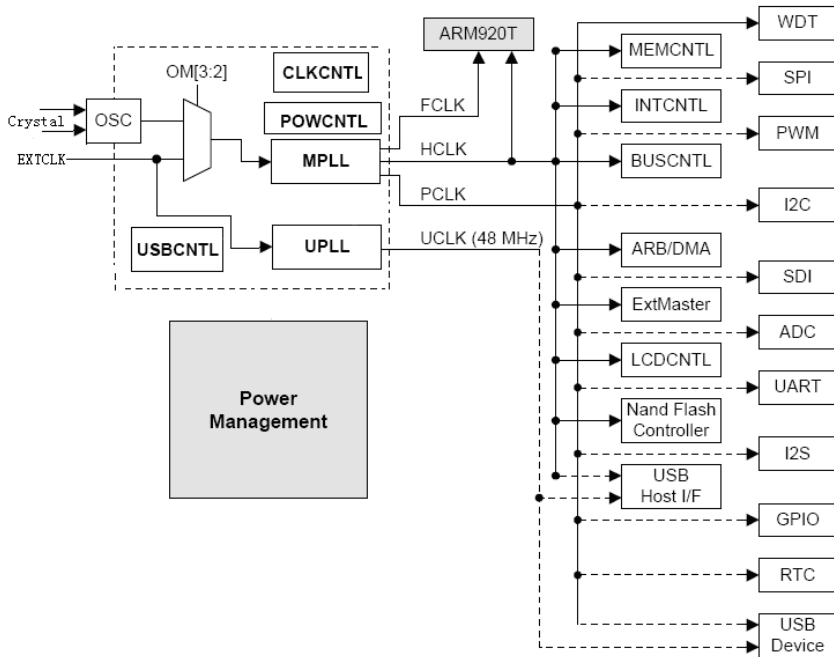 ARM920T
WDT
MEMCNTL
OM[3:2]
CLKCNTL
SPI
FCLK
INTCNTL
Crystal
OSC
POWCNTL
PWM
HCLK
EXTCLK
MPLL
BUSCNTL
PCLK
I2C
USBCNTL
UPLL
UCLK (48 MHz)
ARB/DMA
SDI
ExtMaster
ADC
LCDCNTL
UART
Power
Management
Nand Flash
Controller
I2S
USB
Host I/F
GPIO
RTC
USB
Device